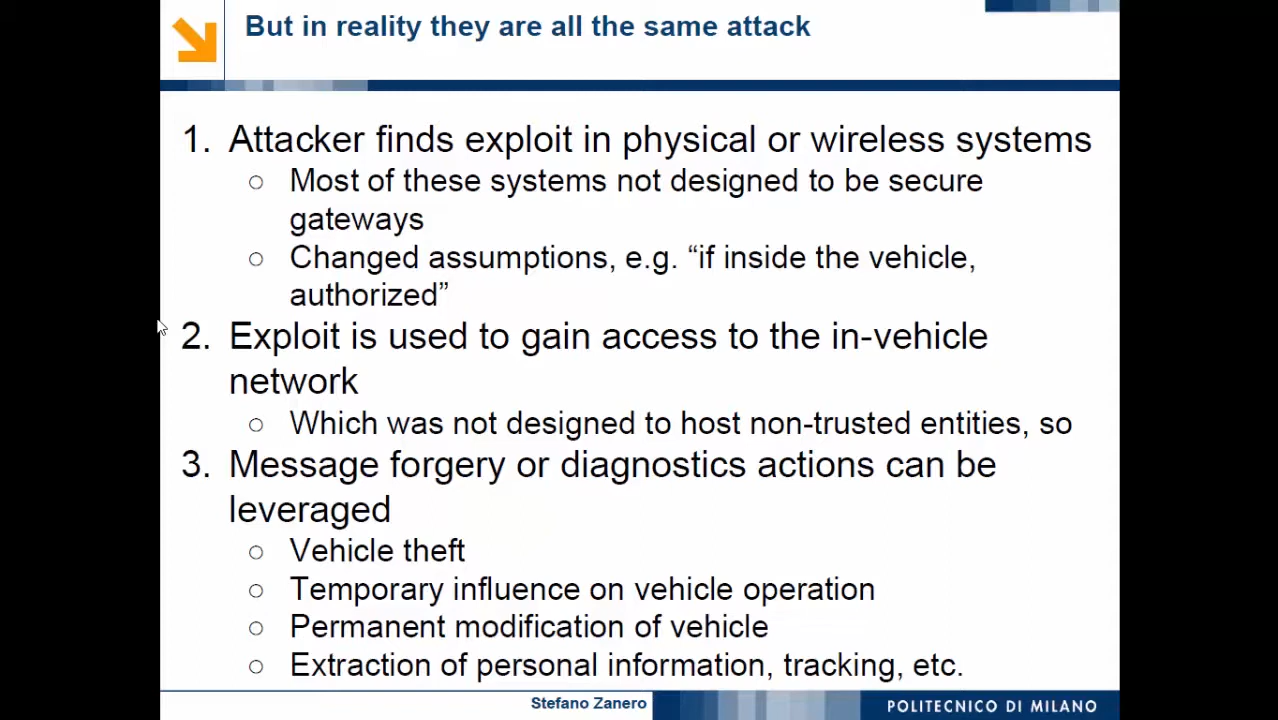 But in reality they are all the same attack
1. Attacker finds exploit in physical or wireless systems
○ Most of these systems not designed to be secure
gateways
○ Changed assumptions, e.g. “if inside the vehicle,
authorized”
2. Exploit is used to gain access to the in-vehicle
network
○ Which was not designed to host non-trusted entities, so
3. Message forgery or diagnostics actions can be
leveraged
○ Vehicle theft
○ Temporary influence on vehicle operation
○ Permanent modification of vehicle
○ Extraction of personal information, tracking, etc.
Stefano Zanero
POLITECNICO DI MILANO